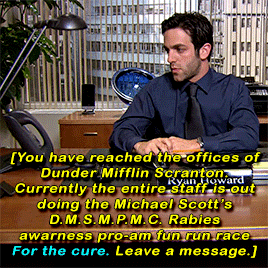 Ryan Howard
[You have reached the offices of
Dunder Mifflin Scranton.
Currently the entire staff is out
doing the Michael Scott's
D.M.S.M.P.M.C. Rabies
awarness pro-am fun run race
For the cure. Leave a message.]